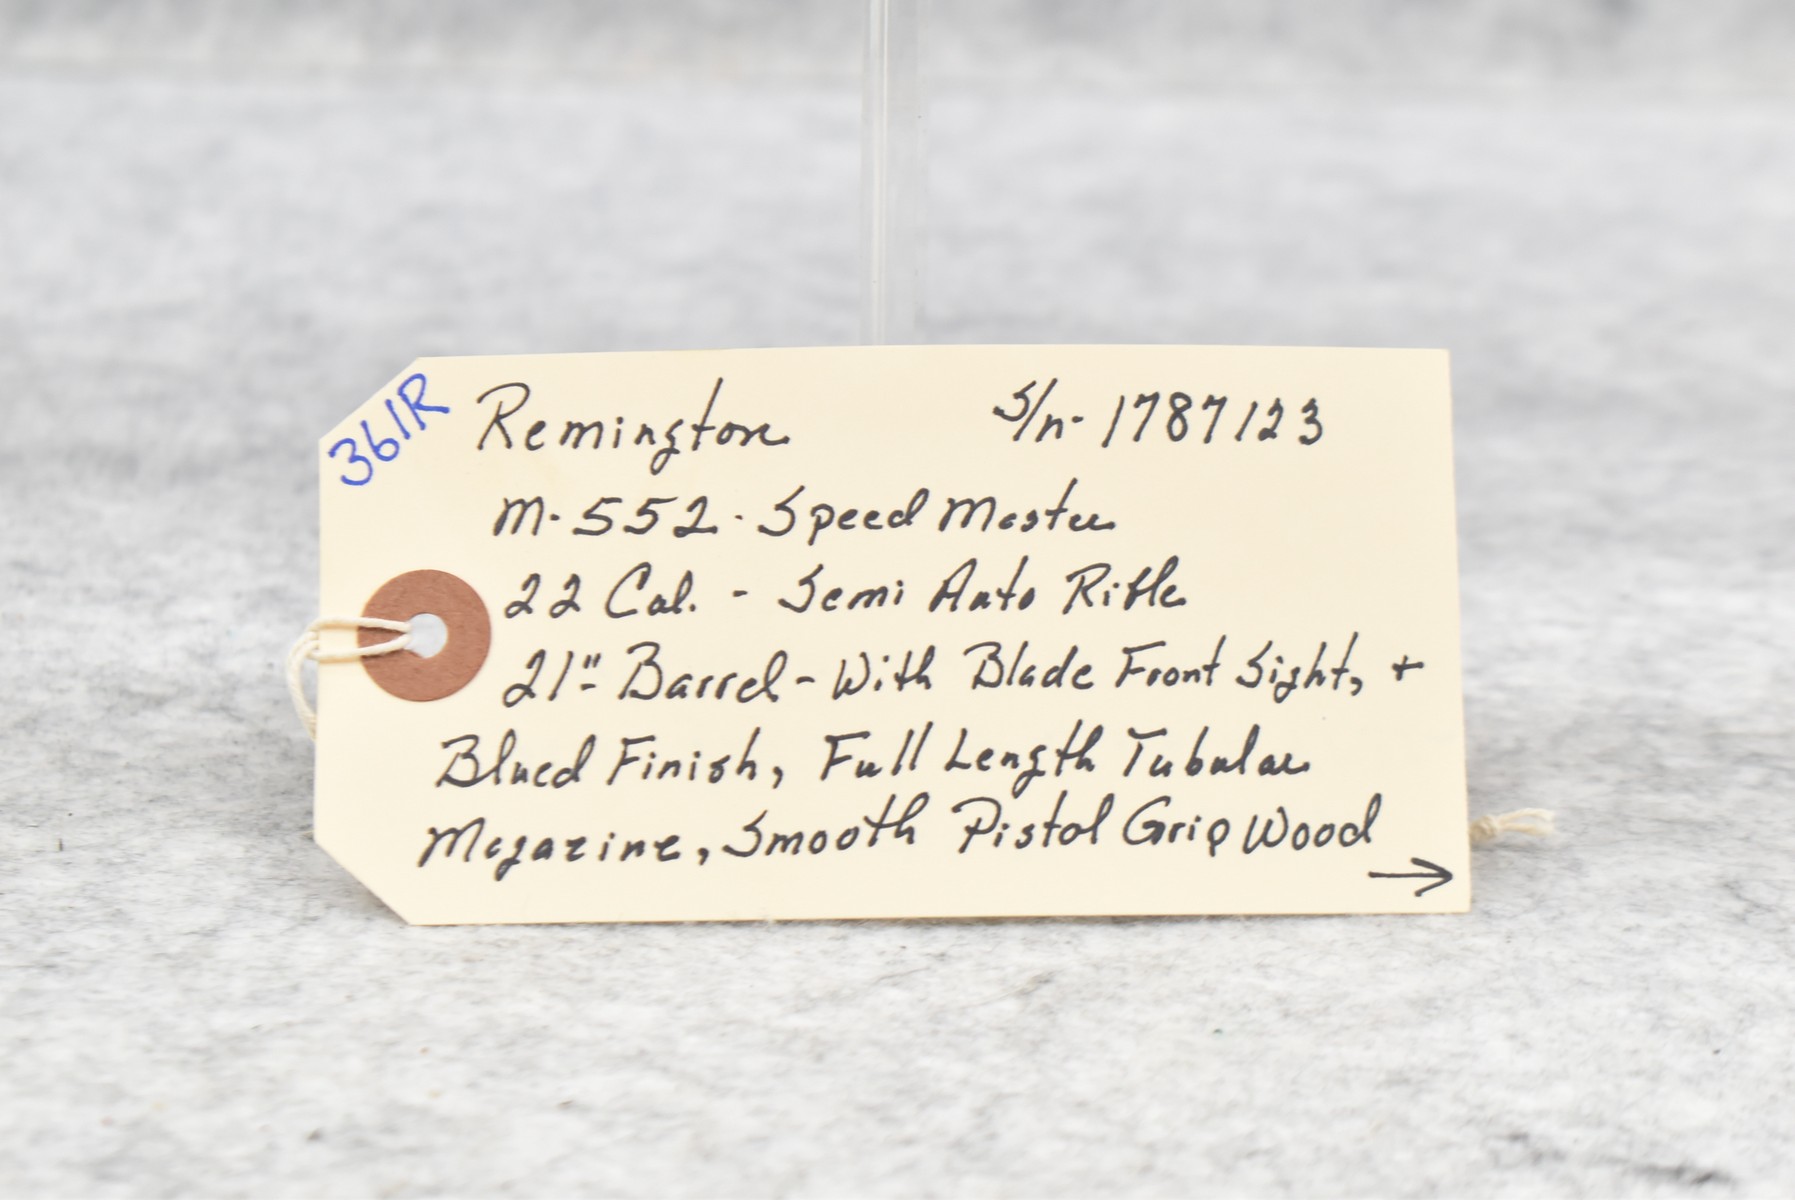 361R
Remington S/n- 1787123
M-552 - Speed Master
22 Cal. - Semi Auto Rifle
21"- Barrel - With Blade Front Sight, +
Blued Finish, Full Length Tubular
Magazine, Smooth Pistol Grip Wood
→